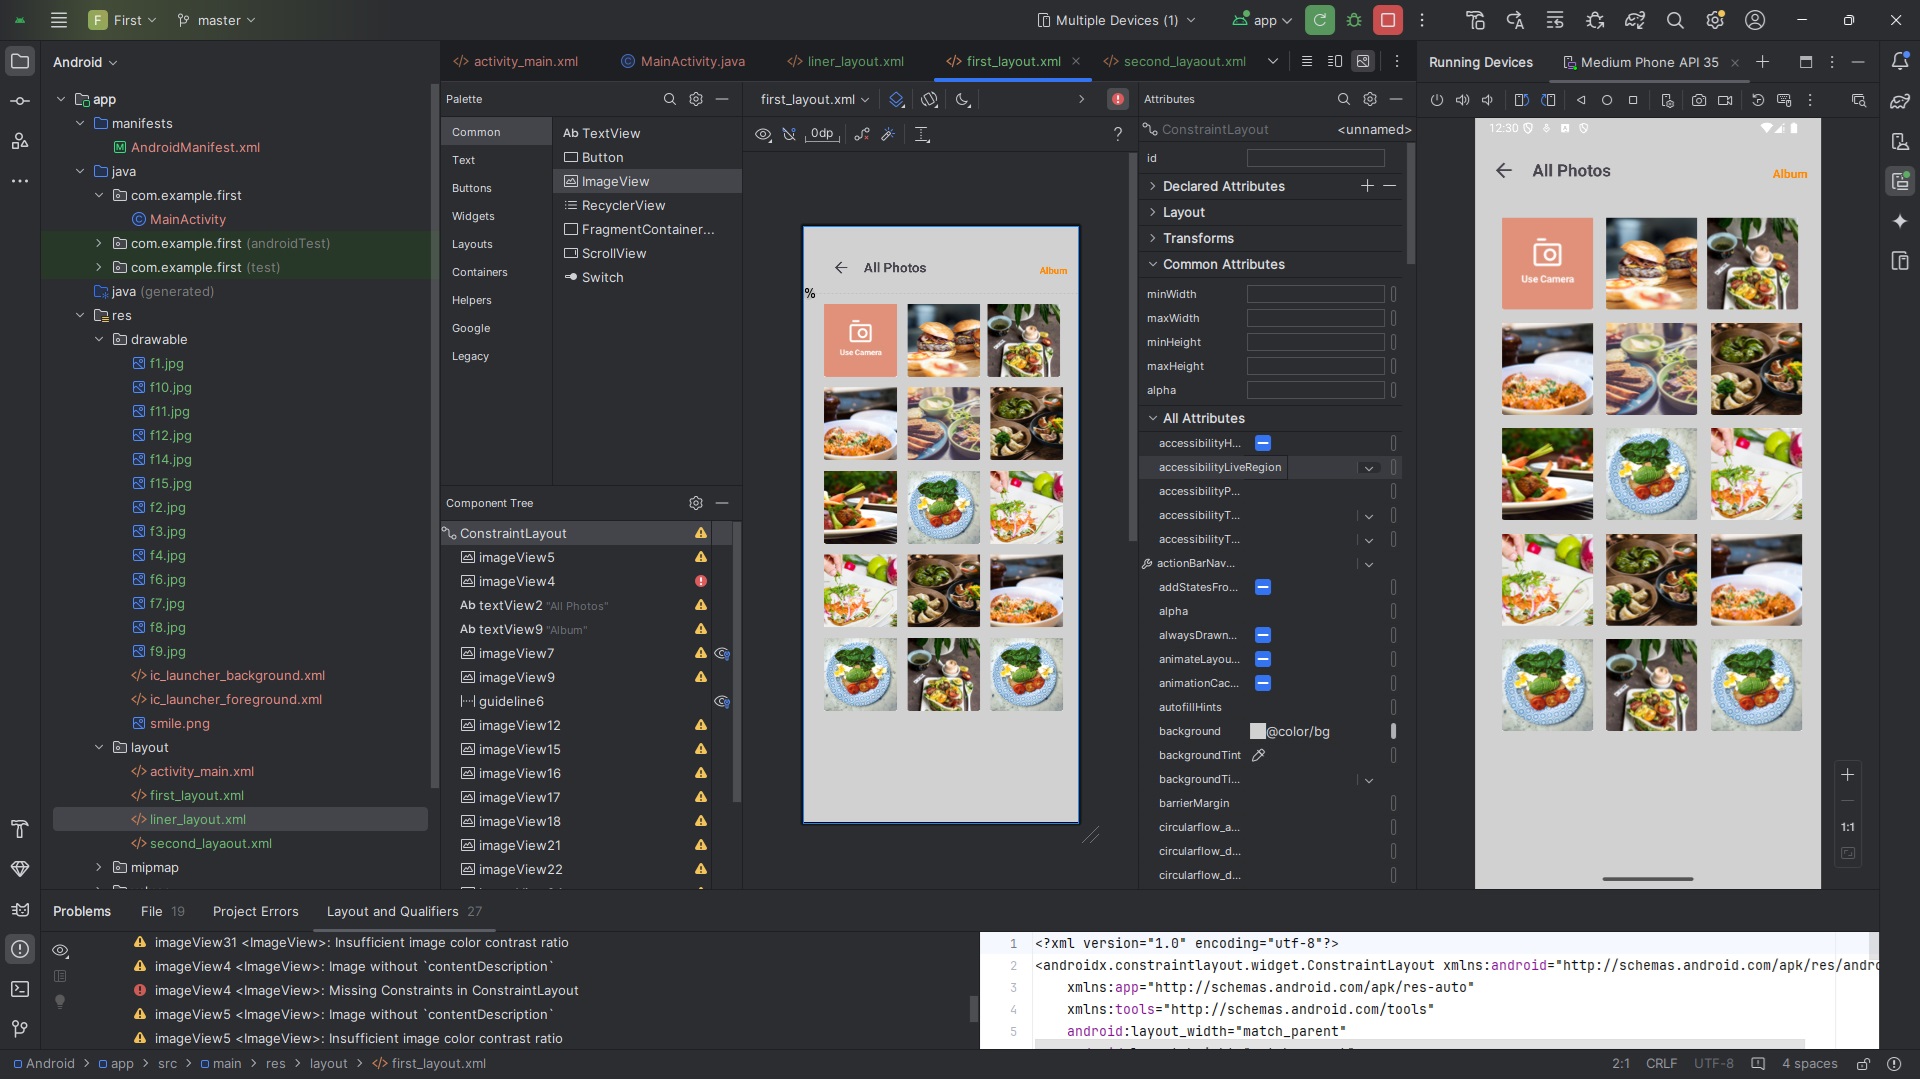 F First master Multiple Devices (1) app
Android
app
manifests
AndroidManifest.xml
java
com.example.first
MainActivity
com.example.first (androidTest)
com.example.first (test)
java (generated)
res
drawable
f1.jpg
f10.jpg
f11.jpg
f12.jpg
f14.jpg
f15.jpg
f2.jpg
f3.jpg
f4.jpg
f6.jpg
f7.jpg
f8.jpg
f9.jpg
ic_launcher_background.xml
ic_launcher_foreground.xml
smile.png
layout
activity_main.xml
first_layout.xml
liner_layout.xml
second_layaout.xml
mipmap
activity_main.xml MainActivity.java liner_layout.xml first_layout.xml second_layaout.xml
Palette
Common
Text
Buttons
Widgets
Layouts
Containers
Helpers
Google
Legacy
Ab TextView
Button
ImageView
RecyclerView
FragmentContainer...
ScrollView
Switch
Component Tree
ConstraintLayout
imageView5
imageView4
Ab textView2 "All Photos"
Ab textView9 "Album"
imageView7
imageView9
guideline6
imageView12
imageView15
imageView16
imageView17
imageView18
imageView21
imageView22
first_layout.xml
0dp
?
All Photos
Album
%
Use Camera
Attributes
ConstraintLayout <unnamed>
id
Declared Attributes
Layout
Transforms
Common Attributes
minWidth
maxWidth
minHeight
maxHeight
alpha
All Attributes
accessibilityH...
accessibilityLiveRegion
accessibilityP...
accessibilityT...
accessibilityT...
actionBarNav...
addStatesFro...
alpha
alwaysDrawn...
animateLayou...
animationCac...
autofillHints
background @color/bg
backgroundTint
backgroundTi...
barrierMargin
circularflow_a...
circularflow_d...
circularflow_d...
Running Devices Medium Phone API 35
12:30
All Photos
Album
Use Camera
1:1
Problems File 19 Project Errors Layout and Qualifiers 27
imageView31 <ImageView>: Insufficient image color contrast ratio
imageView4 <ImageView>: Image without `contentDescription`
imageView4 <ImageView>: Missing Constraints in ConstraintLayout
imageView5 <ImageView>: Image without `contentDescription`
imageView5 <ImageView>: Insufficient image color contrast ratio
1 <?xml version="1.0" encoding="utf-8"?>
2 <androidx.constraintlayout.widget.ConstraintLayout xmlns:android="http://schemas.android.com/apk/res/andro
3 xmlns:app="http://schemas.android.com/apk/res-auto"
4 xmlns:tools="http://schemas.android.com/tools"
5 android:layout_width="match_parent"
Android > app > src > main > res > layout > first_layout.xml
2:1 CRLF UTF-8 4 spaces